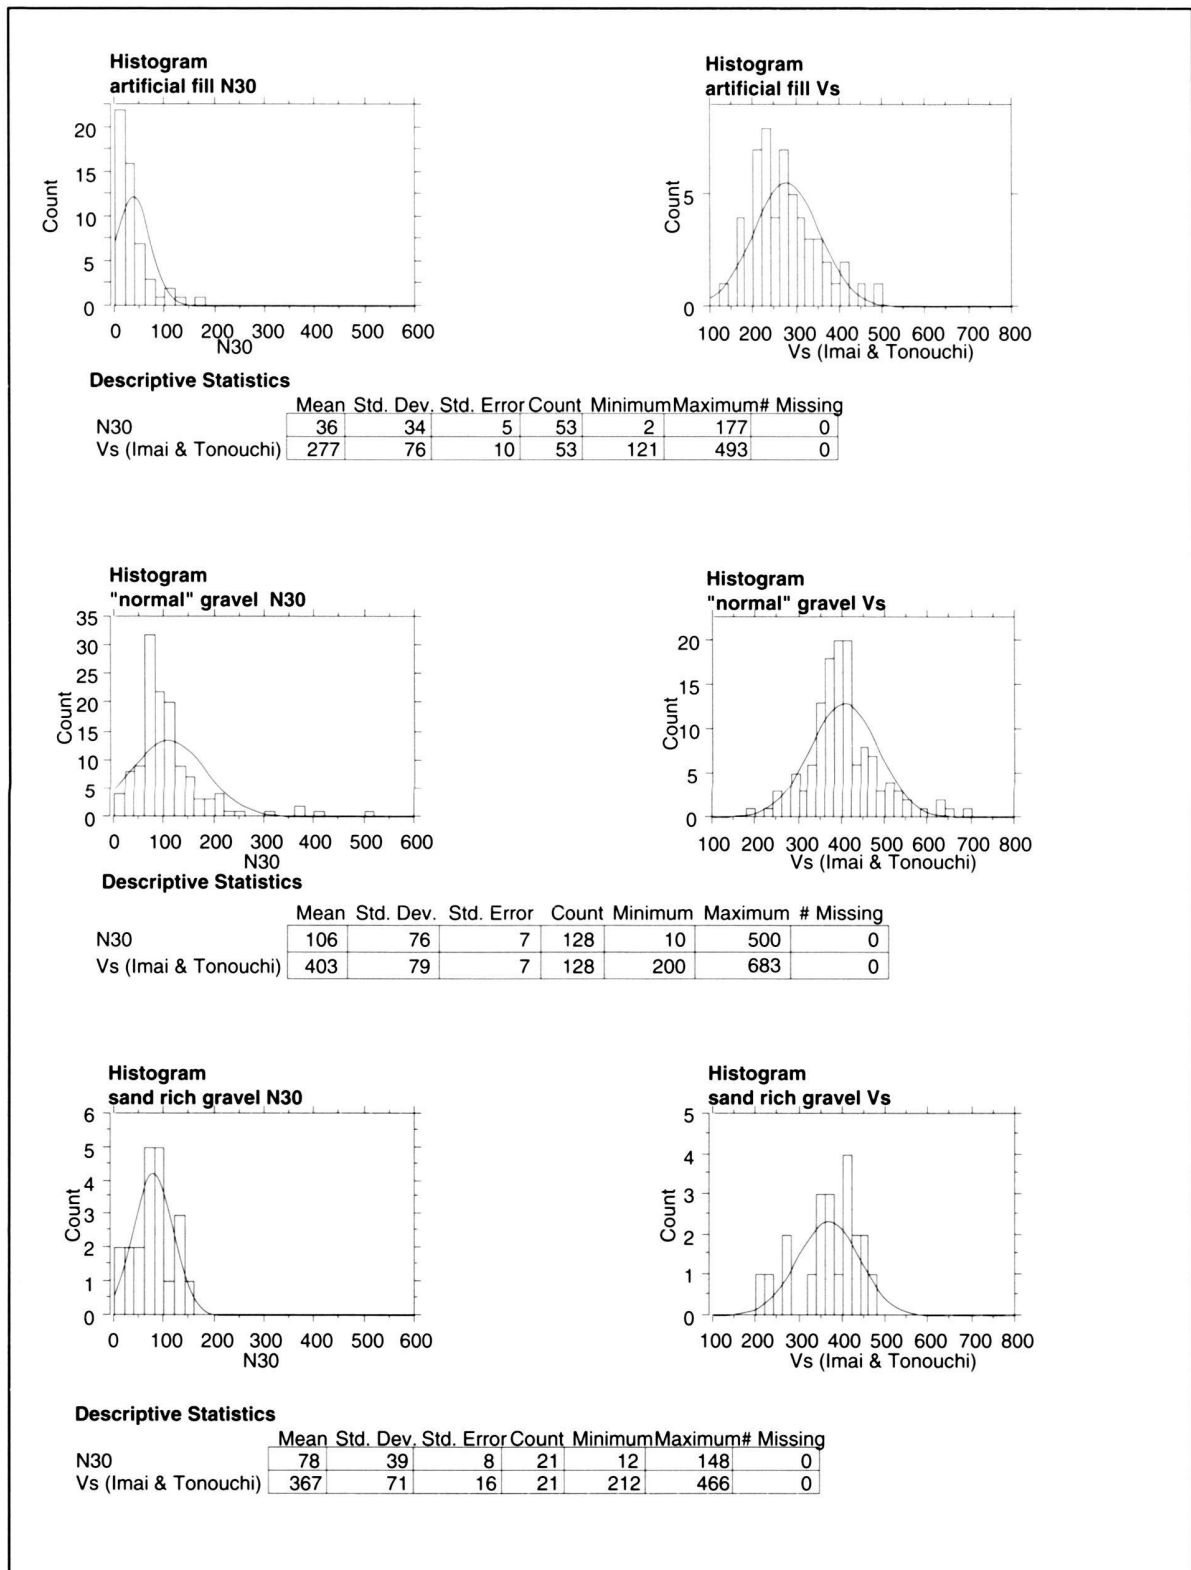 Histogram
artificial fill N30
20
15
10
5
0
Count
0 100 200 300 400 500 600
N30
Histogram
artificial fill Vs
5
0
Count
100 200 300 400 500 600 700 800
Vs (Imai & Tonouchi)
Descriptive Statistics
Mean Std. Dev. Std. Error Count Minimum Maximum # Missing
N30 36 34 5 53 2 177 0
Vs (Imai & Tonouchi) 277 76 10 53 121 493 0
Histogram
"normal" gravel N30
35
30
25
20
15
10
5
0
Count
0 100 200 300 400 500 600
N30
Histogram
"normal" gravel Vs
20
15
10
5
0
Count
100 200 300 400 500 600 700 800
Vs (Imai & Tonouchi)
Descriptive Statistics
Mean Std. Dev. Std. Error Count Minimum Maximum # Missing
N30 106 76 7 128 10 500 0
Vs (Imai & Tonouchi) 403 79 7 128 200 683 0
Histogram
sand rich gravel N30
6
5
4
3
2
1
0
Count
0 100 200 300 400 500 600
N30
Histogram
sand rich gravel Vs
5
4
3
2
1
0
Count
100 200 300 400 500 600 700 800
Vs (Imai & Tonouchi)
Descriptive Statistics
Mean Std. Dev. Std. Error Count Minimum Maximum # Missing
N30 78 39 8 21 12 148 0
Vs (Imai & Tonouchi) 367 71 16 21 212 466 0